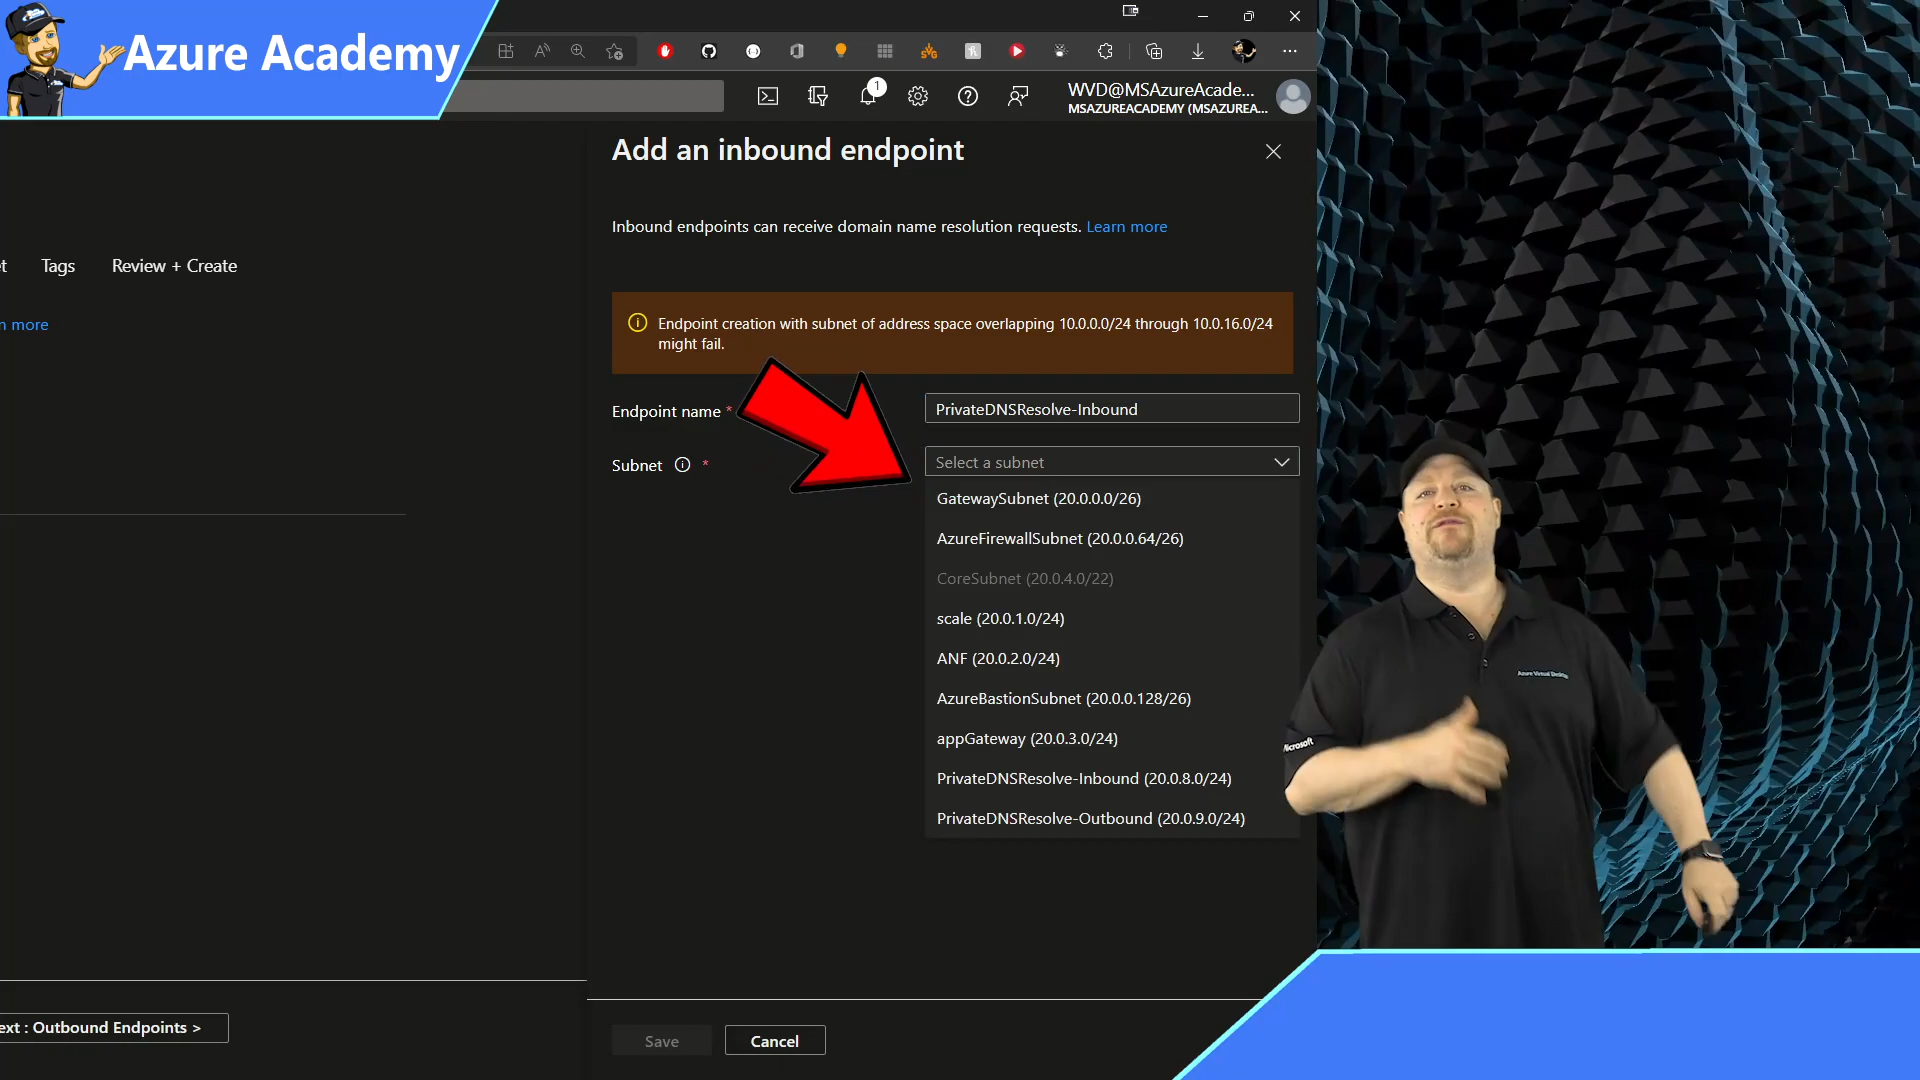 Azure Academy
1
WVD@MSAzureAcade...
MSAZUREACADEMY (MSAZUREA...
Add an inbound endpoint
Inbound endpoints can receive domain name resolution requests. Learn more
t Tags Review + Create
n more
Endpoint creation with subnet of address space overlapping 10.0.0.0/24 through 10.0.16.0/24
might fail.
Endpoint name *
PrivateDNSResolve-Inbound
Subnet *
Select a subnet
GatewaySubnet (20.0.0.0/26)
AzureFirewallSubnet (20.0.0.64/26)
CoreSubnet (20.0.4.0/22)
scale (20.0.1.0/24)
ANF (20.0.2.0/24)
AzureBastionSubnet (20.0.0.128/26)
appGateway (20.0.3.0/24)
PrivateDNSResolve-Inbound (20.0.8.0/24)
PrivateDNSResolve-Outbound (20.0.9.0/24)
Azure Virtual Desktop
Microsoft
ext : Outbound Endpoints >
Save
Cancel